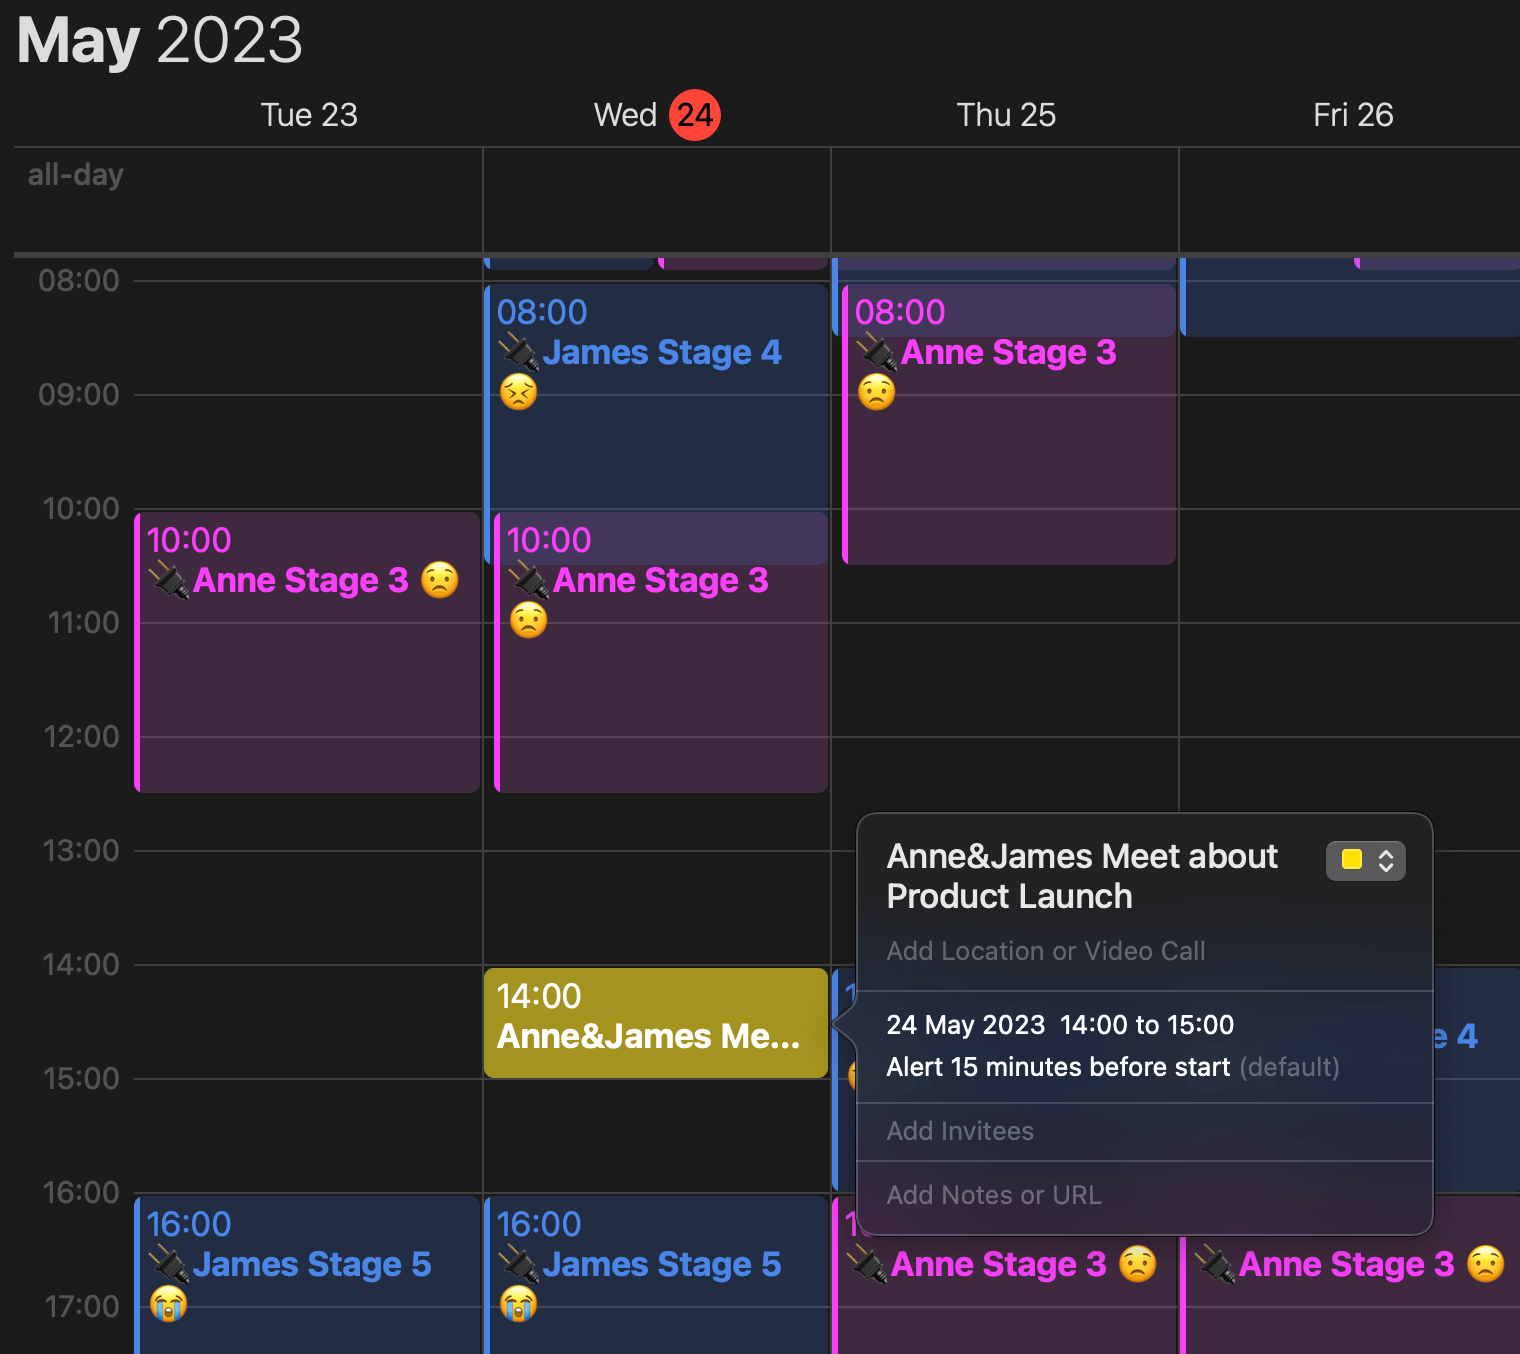 May 2023
Tue 23
Wed 24
Thu 25
Fri 26
all-day
08:00
09:00
10:00
11:00
12:00
13:00
14:00
15:00
16:00
17:00
10:00
🔌Anne Stage 3 😟
16:00
🔌James Stage 5
😭
08:00
🔌James Stage 4
😣
10:00
🔌Anne Stage 3
😟
14:00
Anne&James Me...
16:00
🔌James Stage 5
😭
08:00
🔌Anne Stage 3
😟
🔌Anne Stage 3 😟
e 4
🔌Anne Stage 3 😟
Anne&James Meet about
Product Launch
Add Location or Video Call
24 May 2023 14:00 to 15:00
Alert 15 minutes before start (default)
Add Invitees
Add Notes or URL